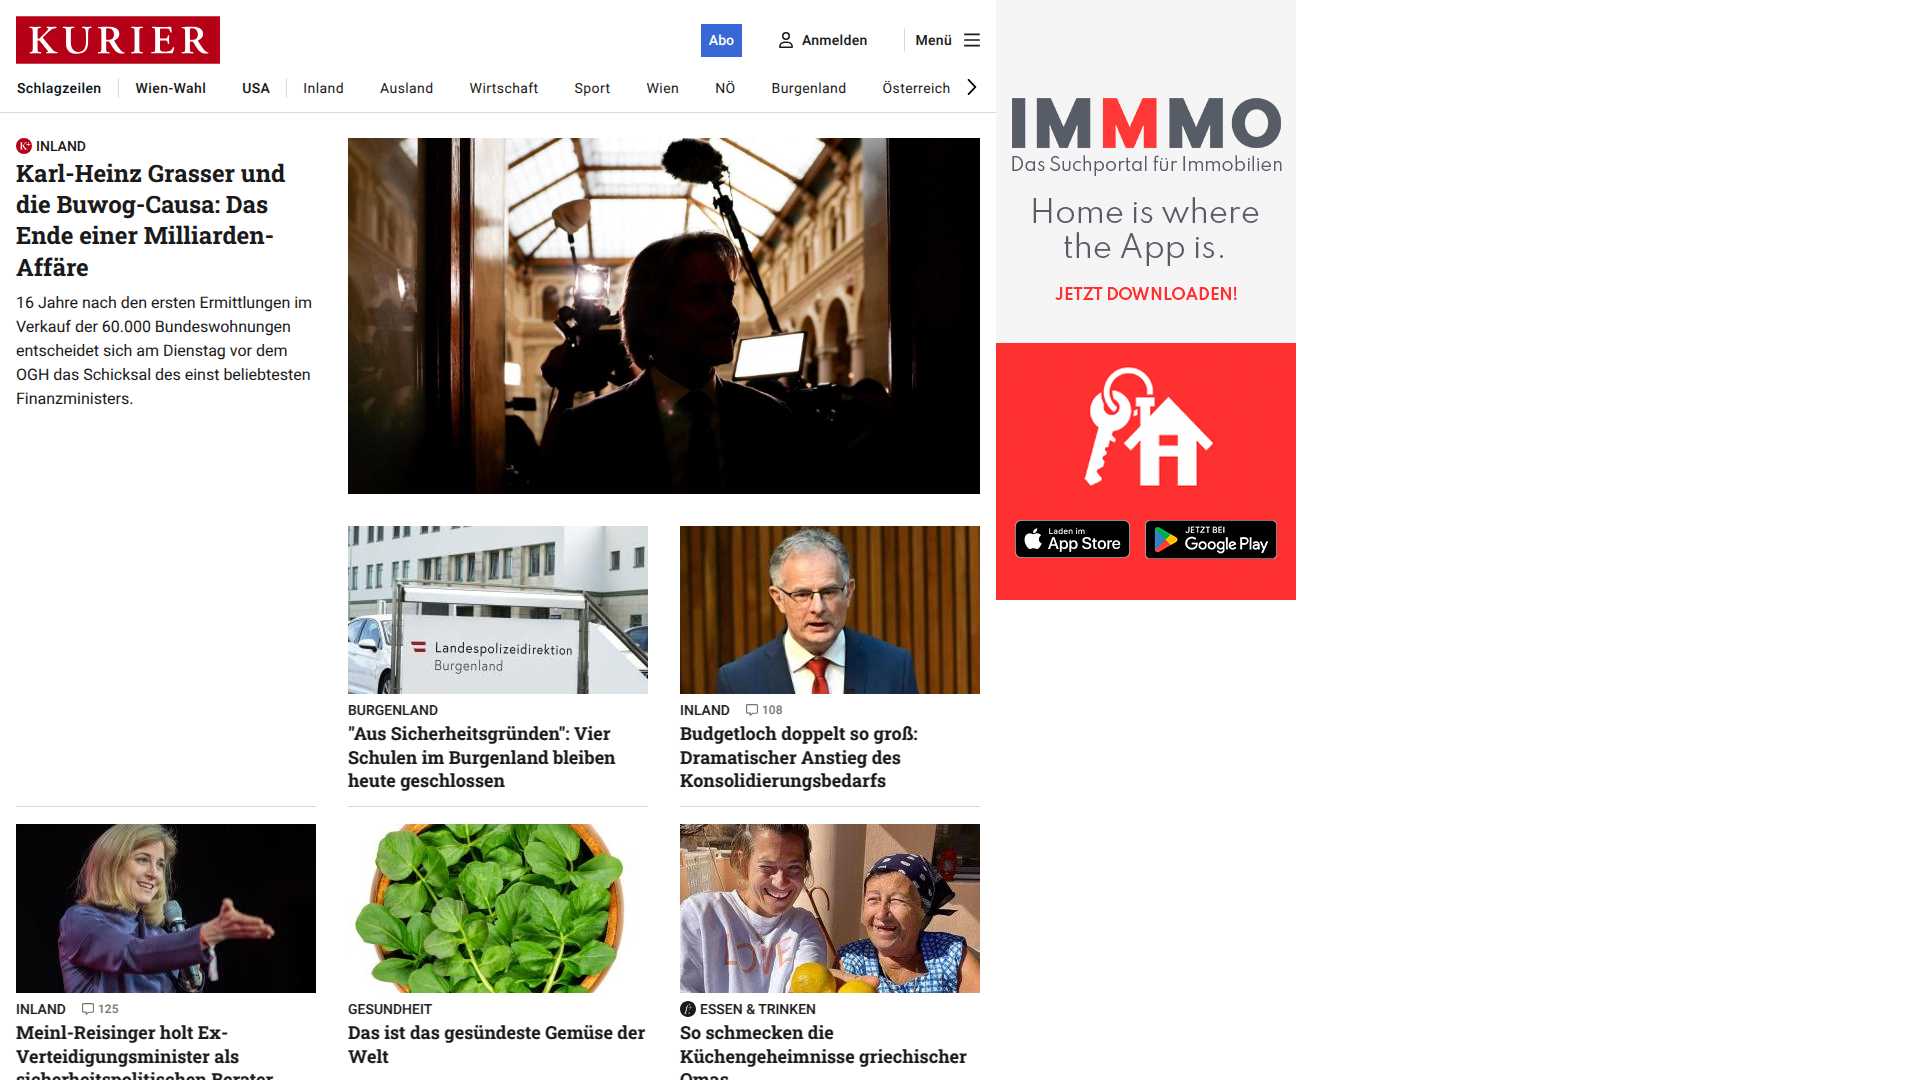 KURIER
Abo
Anmelden
Menü
Schlagzeilen
Wien-Wahl
USA
Inland
Ausland
Wirtschaft
Sport
Wien
NÖ
Burgenland
Österreich
INLAND
Karl-Heinz Grasser und
die Buwog-Causa: Das
Ende einer Milliarden-
Affäre
16 Jahre nach den ersten Ermittlungen im
Verkauf der 60.000 Bundeswohnungen
entscheidet sich am Dienstag vor dem
OGH das Schicksal des einst beliebtesten
Finanzministers.
IMMMO
Das Suchportal für Immobilien
Home is where
the App is.
JETZT DOWNLOADEN!
Laden im
App Store
JETZT BEI
Google Play
Landespolizeidirektion
Burgenland
BURGENLAND
"Aus Sicherheitsgründen": Vier
Schulen im Burgenland bleiben
heute geschlossen
INLAND 108
Budgetloch doppelt so groß:
Dramatischer Anstieg des
Konsolidierungsbedarfs
LOVE
INLAND 125
Meinl-Reisinger holt Ex-
Verteidigungsminister als
sicherheitspolitischen Berater
GESUNDHEIT
Das ist das gesündeste Gemüse der
Welt
ESSEN & TRINKEN
So schmecken die
Küchengeheimnisse griechischer
Omas